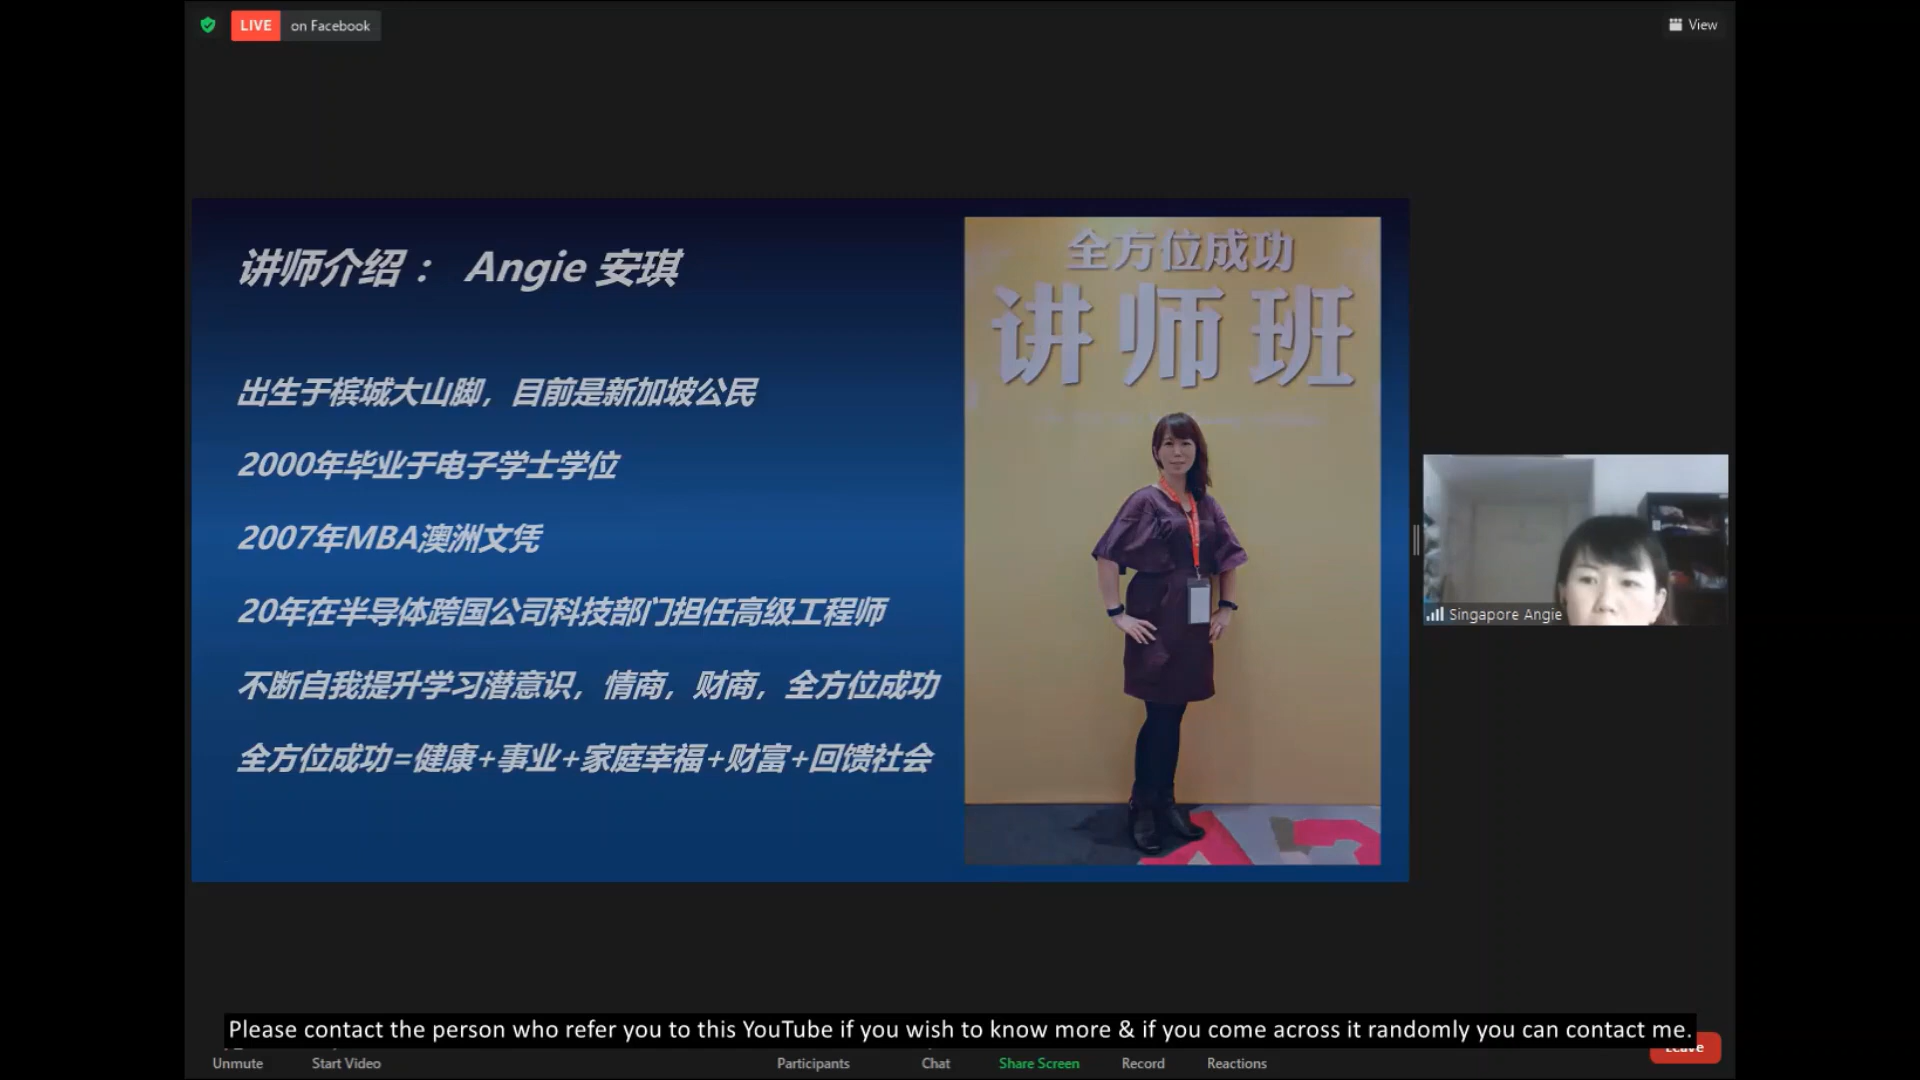 LIVE on Facebook
View
讲师介绍： Angie 安琪
出生于槟城大山脚，目前是新加坡公民
2000年毕业于电子学士学位
2007年MBA澳洲文凭
20年在半导体跨国公司科技部门担任高级工程师
不断自我提升学习潜意识，情商，财商，全方位成功
全方位成功=健康+事业+家庭幸福+财富+回馈社会
全方位成功
讲师班
Singapore Angie
Please contact the person who refer you to this YouTube if you wish to know more & if you come across it randomly you can contact me.
Unmute Start Video Participants Chat Share Screen Record Reactions Leave